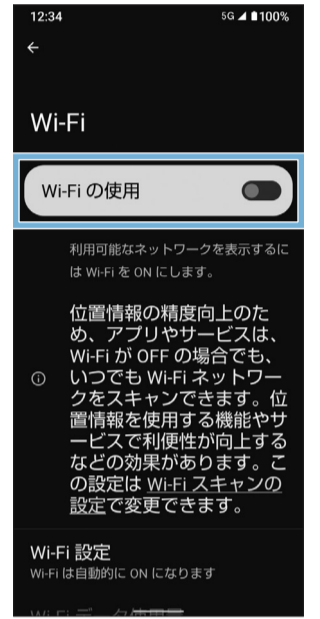 12:34 5G 100%
Wi-Fi
Wi-Fi の使用
利用可能なネットワークを表示するに
は Wi-Fi を ON にします。
位置情報の精度向上のた
め、アプリやサービスは、
Wi-Fi が OFF の場合でも、
いつでも Wi-Fi ネットワー
クをスキャンできます。位
置情報を使用する機能やサ
ービスで利便性が向上する
などの効果があります。こ
の設定は Wi-Fi スキャンの
設定で変更できます。
Wi-Fi 設定
Wi-Fi は自動的に ON になります
Wi-Fi データ使用量